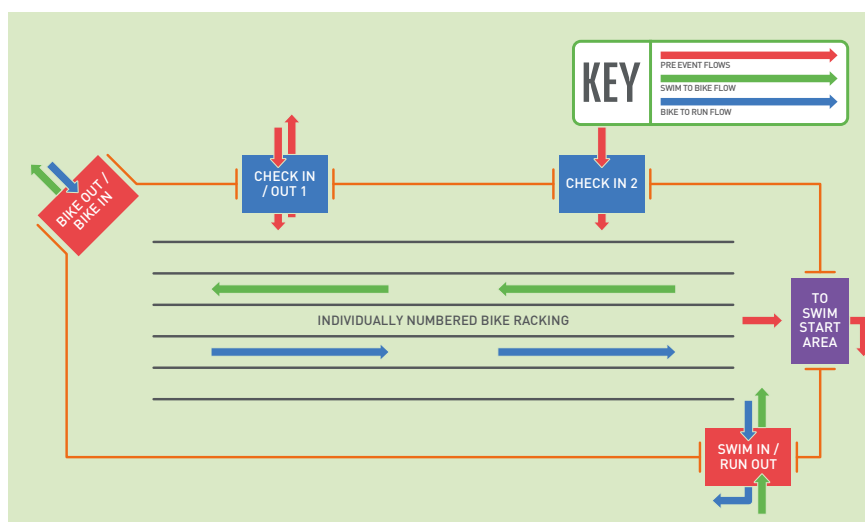 KEY
PRE EVENT FLOWS
SWIM TO BIKE FLOW
BIKE TO RUN FLOW
BIKE OUT /
BIKE IN
CHECK IN
/ OUT 1
CHECK IN 2
INDIVIDUALLY NUMBERED BIKE RACKING
TO
SWIM
START
AREA
SWIM IN /
RUN OUT